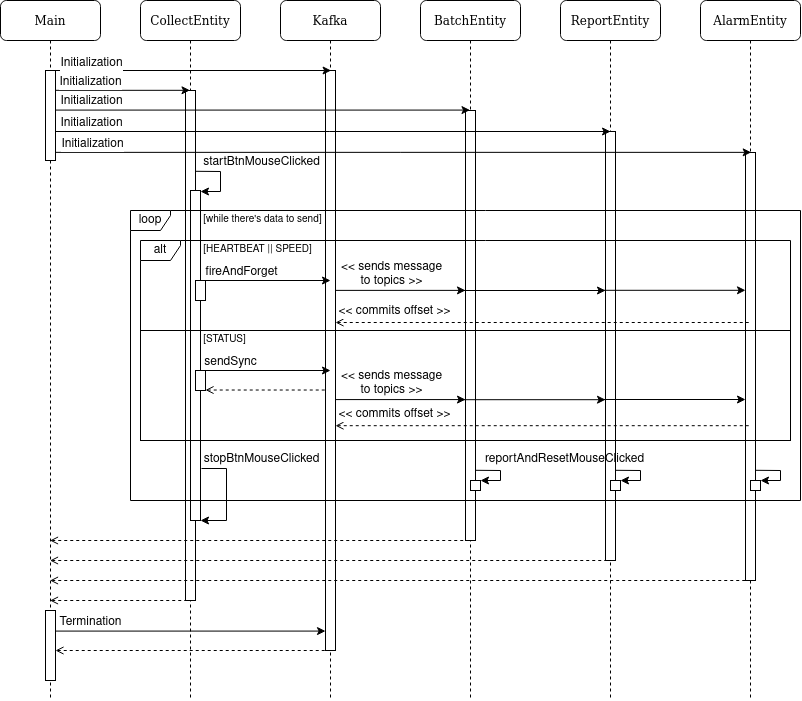 Main
CollectEntity
Kafka
BatchEntity
ReportEntity
AlarmEntity
Initialization
Initialization
Initialization
Initialization
Initialization
startBtnMouseClicked
loop
[while there's data to send]
alt
[HEARTBEAT || SPEED]
fireAndForget
<< sends message
to topics >>
<< commits offset >>
[STATUS]
sendSync
<< sends message
to topics >>
<< commits offset >>
stopBtnMouseClicked
reportAndResetMouseClicked
Termination